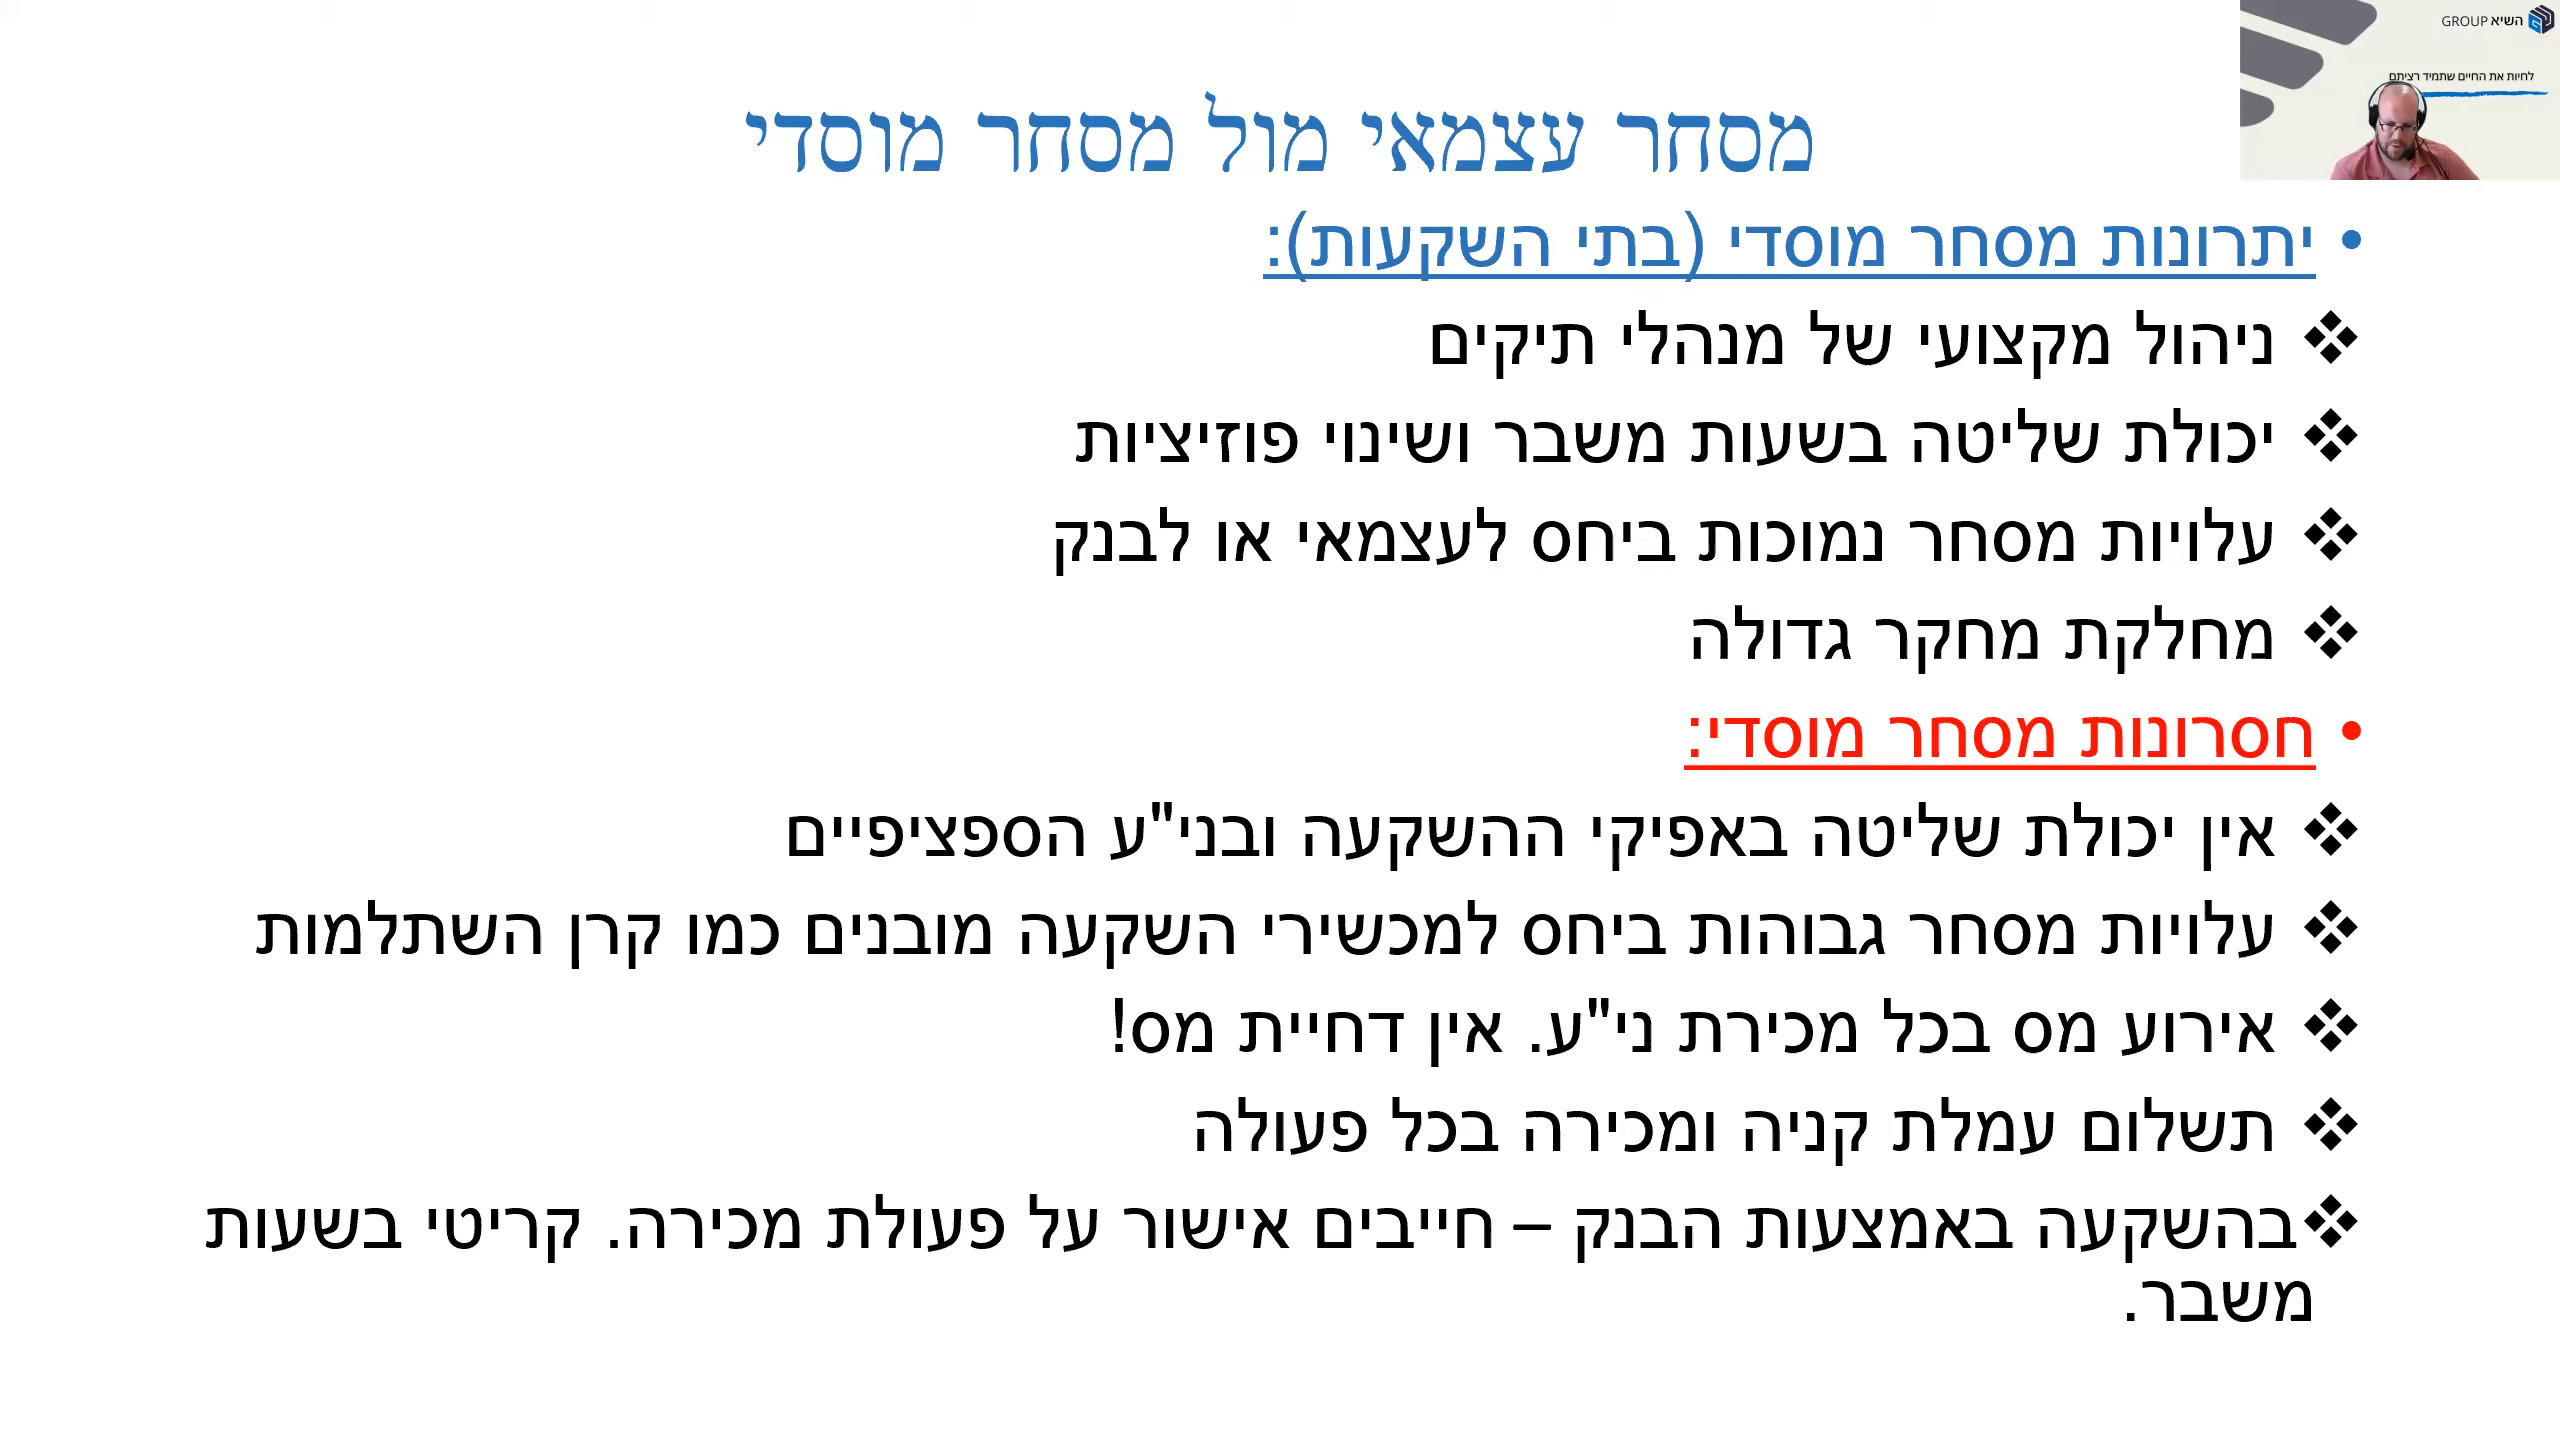 השיא GROUP
לחיות את החיים שתמיד רציתם
מסחר עצמאי מול מסחר מוסדי
• יתרונות מסחר מוסדי (בתי השקעות):
❖ ניהול מקצועי של מנהלי תיקים
❖ יכולת שליטה בשעות משבר ושינוי פוזיציות
❖ עלויות מסחר נמוכות ביחס לעצמאי או לבנק
❖ מחלקת מחקר גדולה
• חסרונות מסחר מוסדי:
❖ אין יכולת שליטה באפיקי ההשקעה ובני"ע הספציפיים
❖ עלויות מסחר גבוהות ביחס למכשירי השקעה מובנים כמו קרן השתלמות
❖ אירוע מס בכל מכירת ני"ע. אין דחיית מס!
❖ תשלום עמלת קניה ומכירה בכל פעולה
❖ בהשקעה באמצעות הבנק – חייבים אישור על פעולת מכירה. קריטי בשעות
משבר.